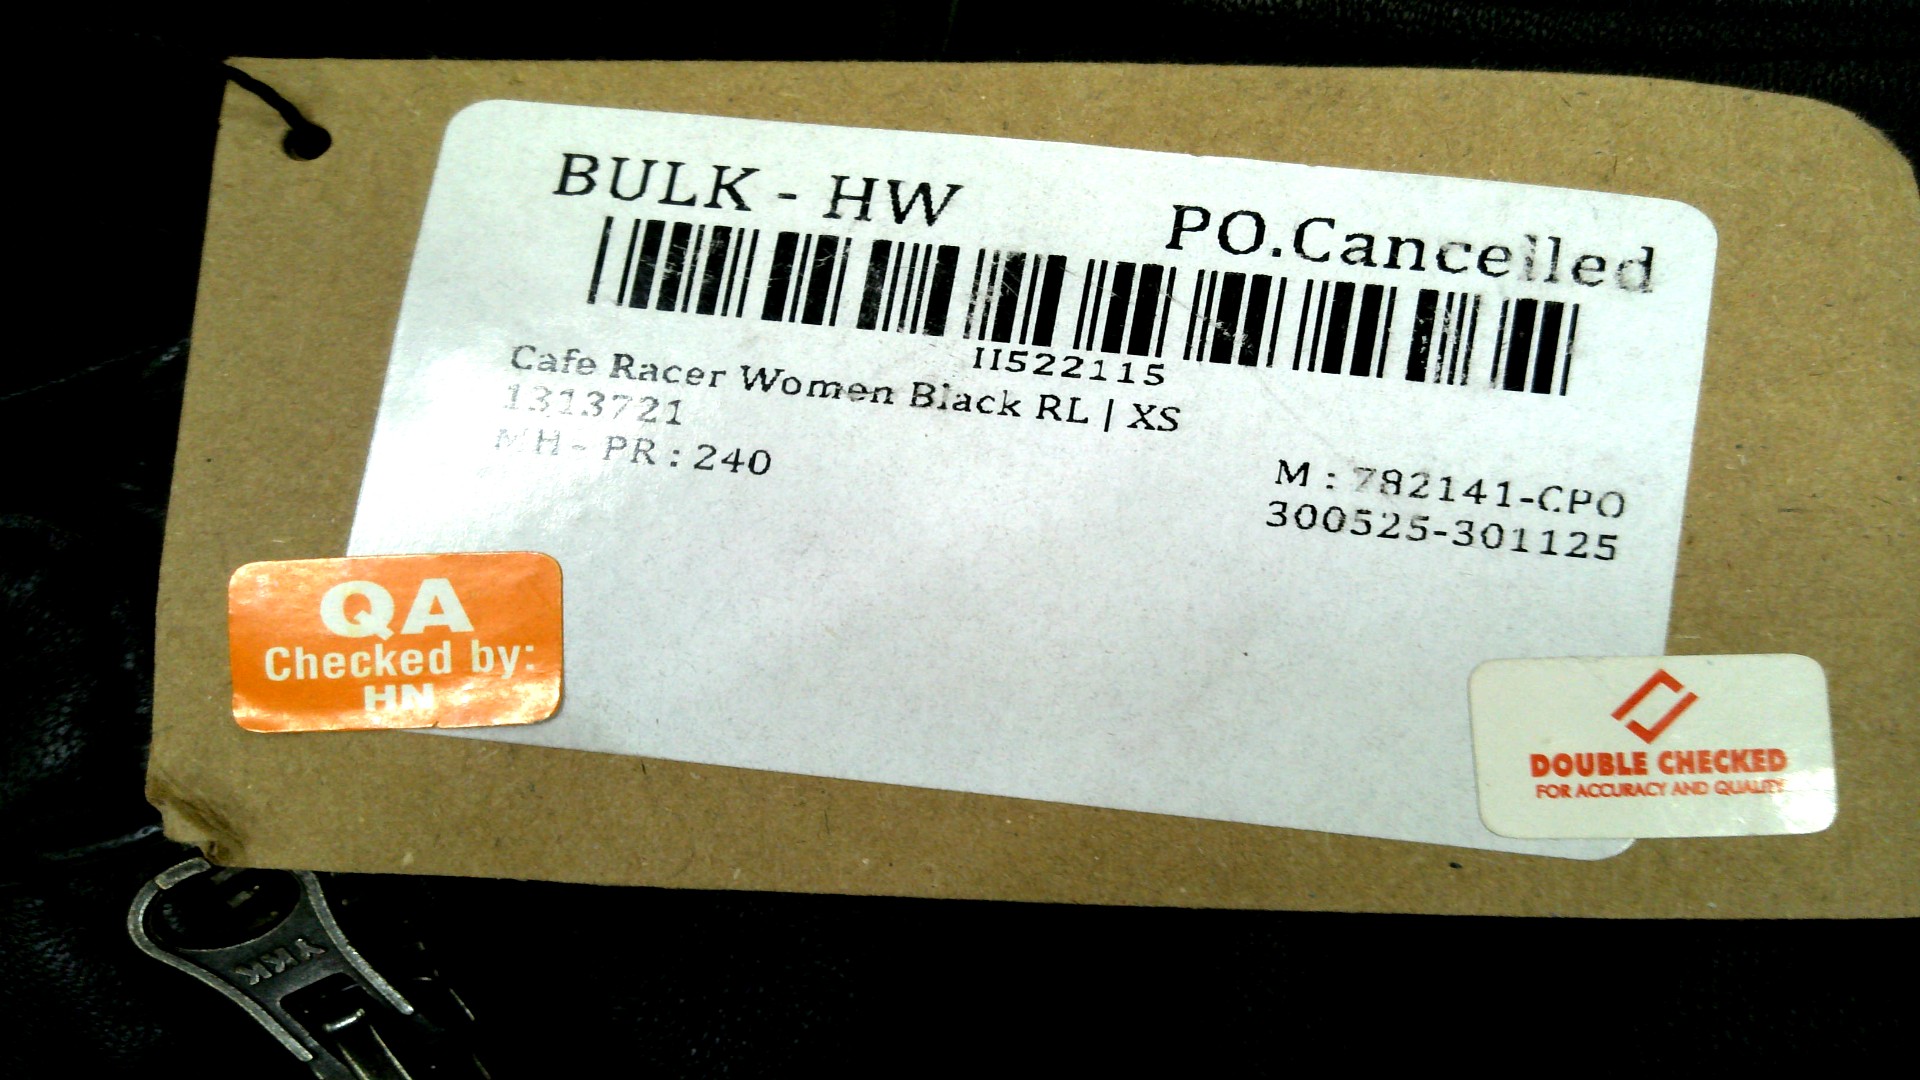 BULK - HW
PO.Cancelled
II522115
Cafe Racer Women Black RL | XS
1313721
MH - PR : 240
M : 782141-CPO
300525-301125
QA
Checked by:
HN
DOUBLE CHECKED
FOR ACCURACY AND QUALITY
YKK